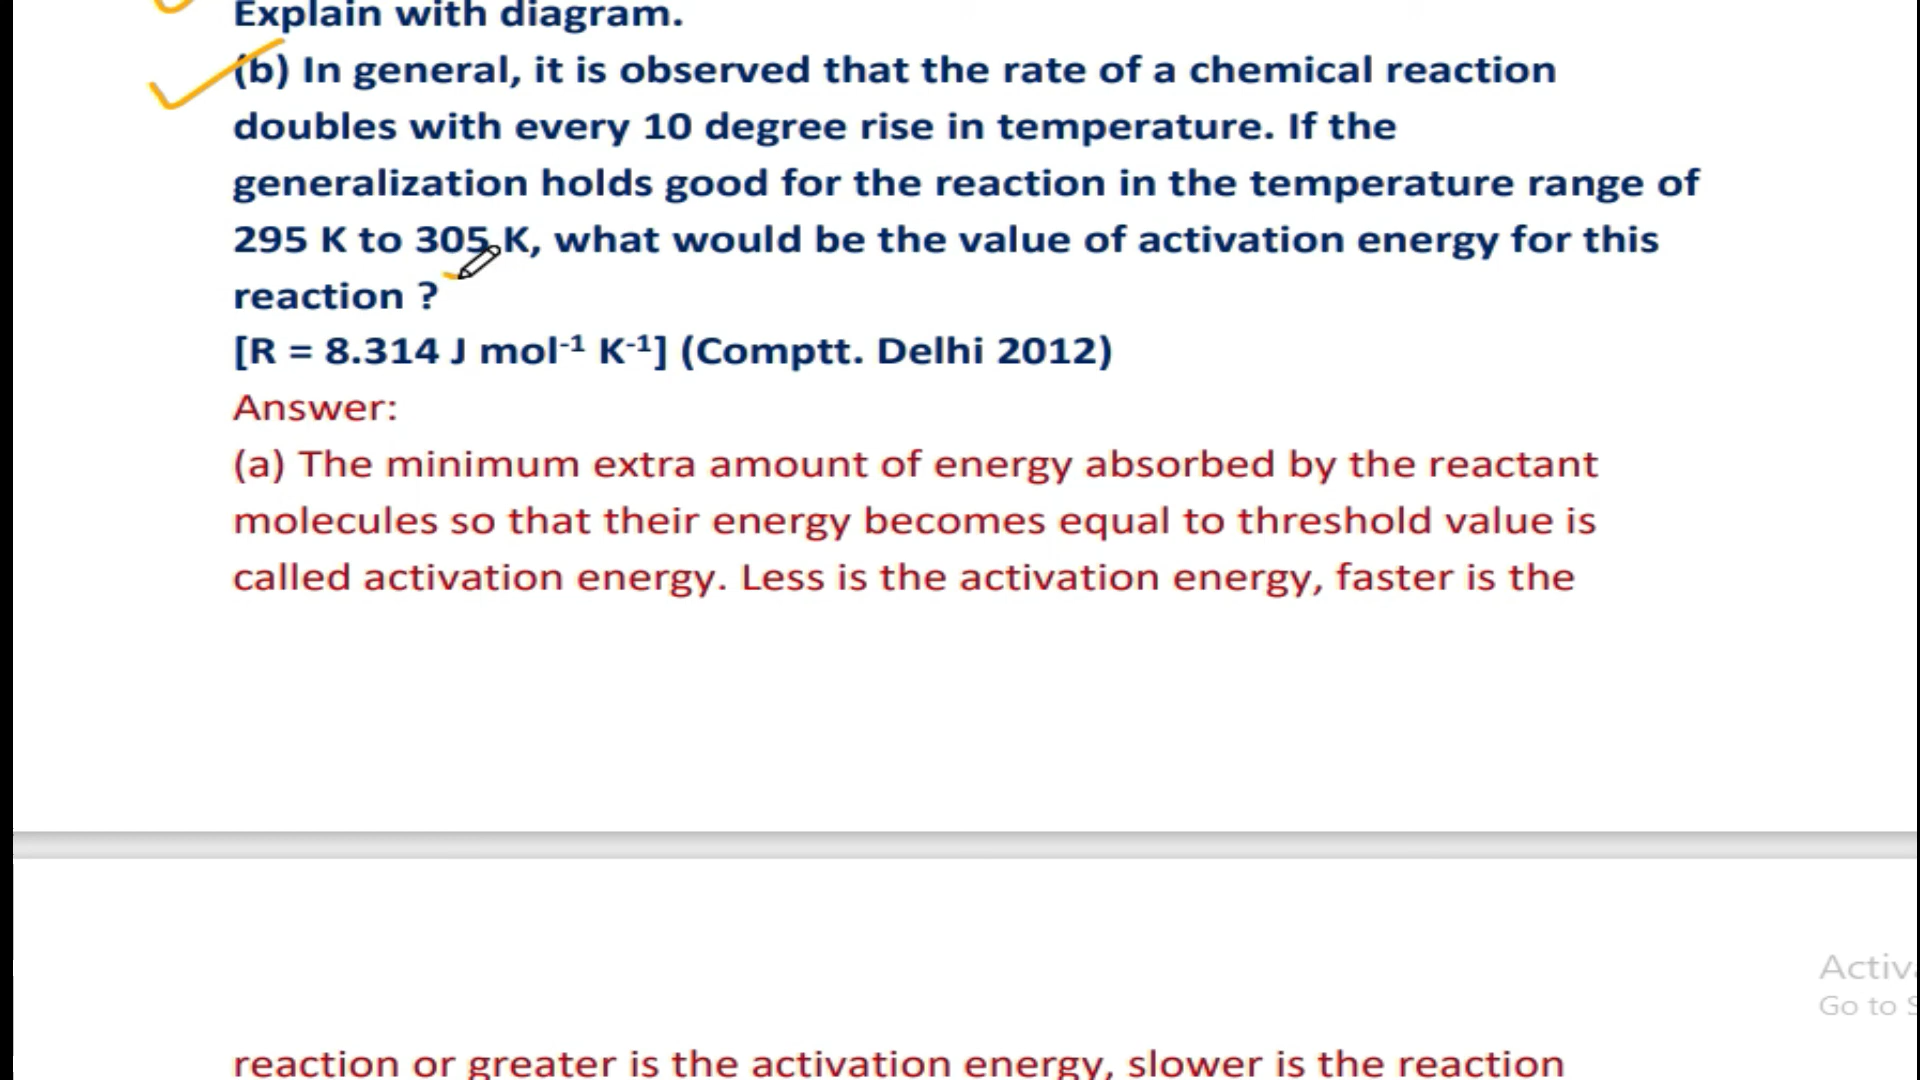 Explain with diagram.
(b) In general, it is observed that the rate of a chemical reaction
doubles with every 10 degree rise in temperature. If the
generalization holds good for the reaction in the temperature range of
295 K to 305 K, what would be the value of activation energy for this
reaction ?
[R = 8.314 J mol⁻¹ K⁻¹] (Comptt. Delhi 2012)
Answer:
(a) The minimum extra amount of energy absorbed by the reactant
molecules so that their energy becomes equal to threshold value is
called activation energy. Less is the activation energy, faster is the
Activ
Go to S
reaction or greater is the activation energy, slower is the reaction